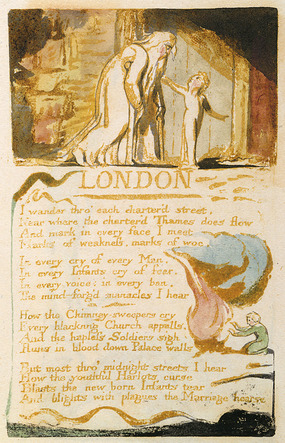 LONDON
I wander thro' each charter'd street,
Near where the charter'd Thames does flow
And mark in every face I meet
Marks of weakness, marks of woe.
In every cry of every Man,
In every Infants cry of fear,
In every voice; in every ban,
The mind-forg'd manacles I hear
How the Chimney-sweepers cry
Every blackning Church appalls,
And the hapless Soldiers sigh
Runs in blood down Palace walls
But most thro' midnight streets I hear
How the youthful Harlots curse
Blasts the new born Infants tear
And blights with plagues the Marriage hearse